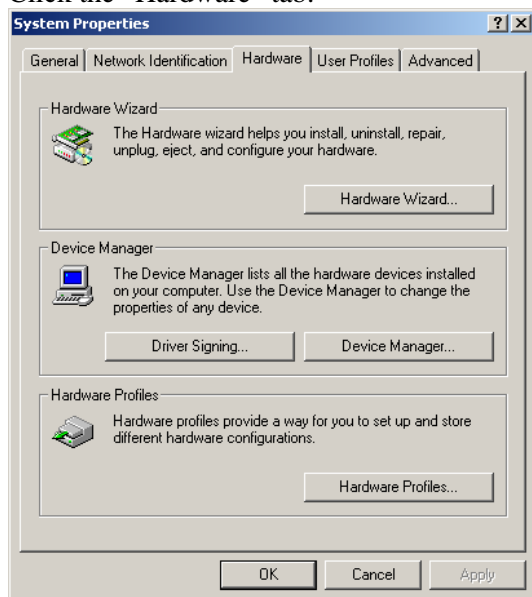 Click the "Hardware" tab.
System Properties
General
Network Identification
Hardware
User Profiles
Advanced
Hardware Wizard
The Hardware wizard helps you install, uninstall, repair,
unplug, eject, and configure your hardware.
Hardware Wizard...
Device Manager
The Device Manager lists all the hardware devices installed
on your computer. Use the Device Manager to change the
properties of any device.
Driver Signing...
Device Manager...
Hardware Profiles
Hardware profiles provide a way for you to set up and store
different hardware configurations.
Hardware Profiles...
OK
Cancel
Apply